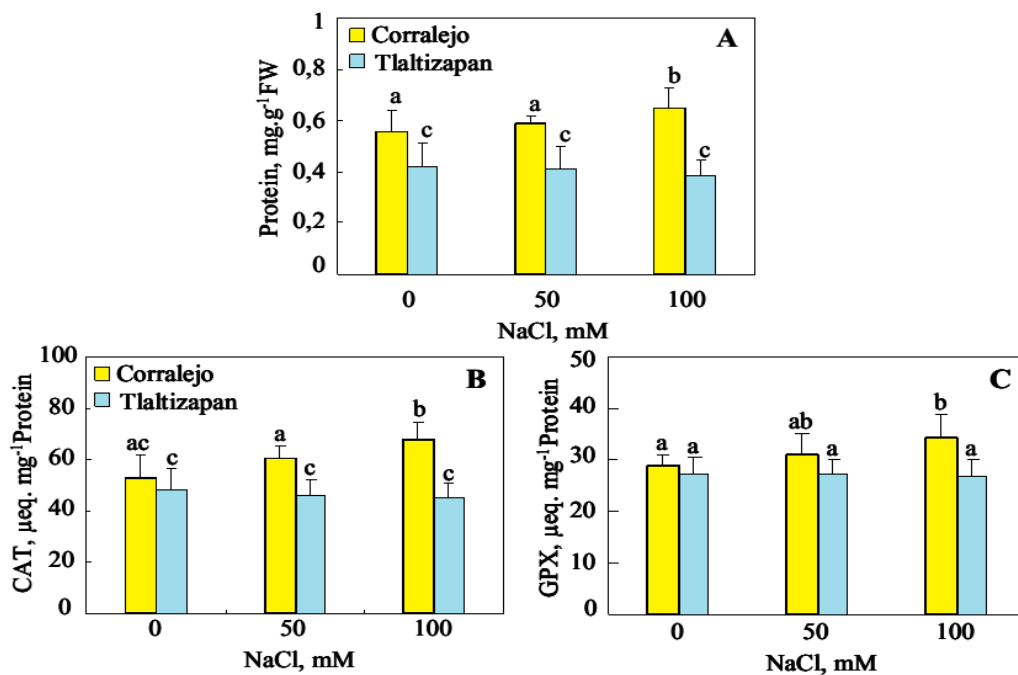 Protein, mg.g⁻¹FW
1
0,8
0,6
0,4
0,2
0
Corralejo
Tlaltizapan
A
a
c
a
c
b
c
0 50 100
NaCl, mM
CAT, µeq. mg⁻¹Protein
100
80
60
40
20
0
Corralejo
Tlaltizapan
B
ac
c
a
c
b
c
0 50 100
NaCl, mM
GPX, µeq. mg⁻¹Protein
50
40
30
20
10
0
C
a
a
ab
a
b
a
0 50 100
NaCl, mM